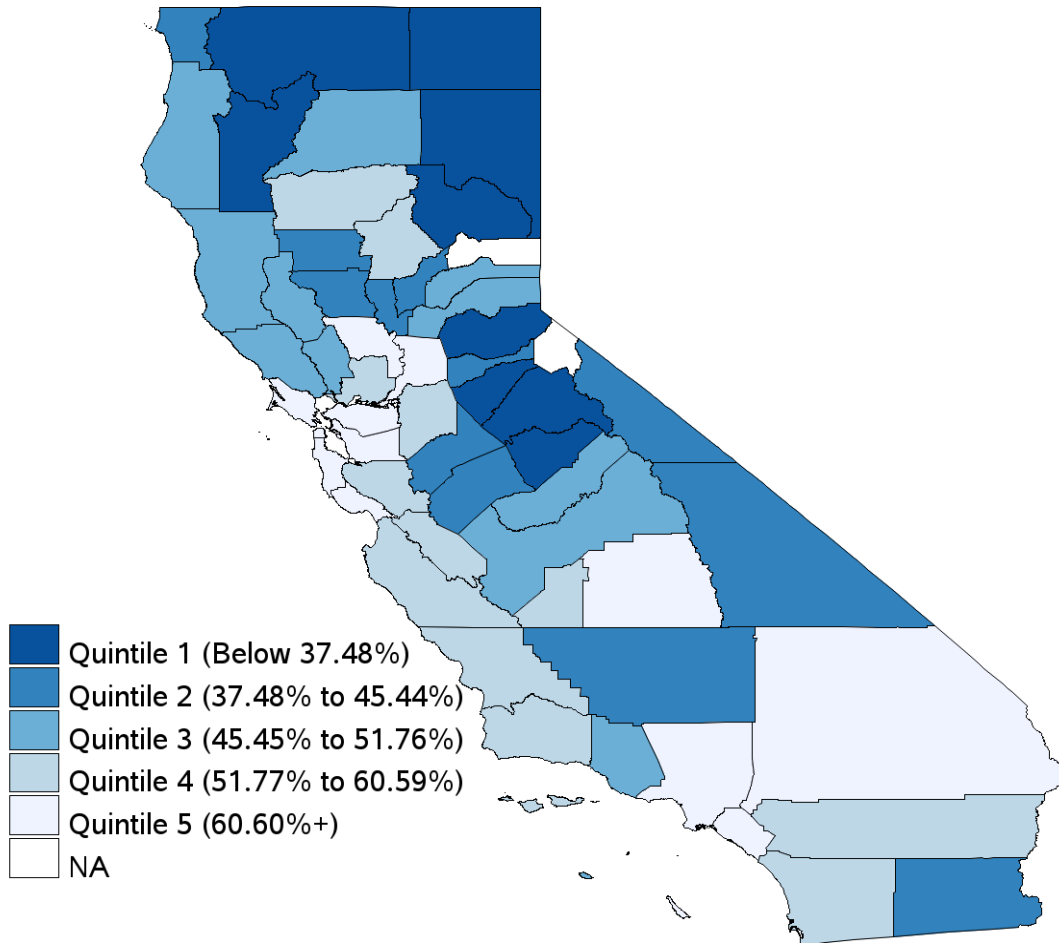 Quintile 1 (Below 37.48%)
Quintile 2 (37.48% to 45.44%)
Quintile 3 (45.45% to 51.76%)
Quintile 4 (51.77% to 60.59%)
Quintile 5 (60.60%+)
NA